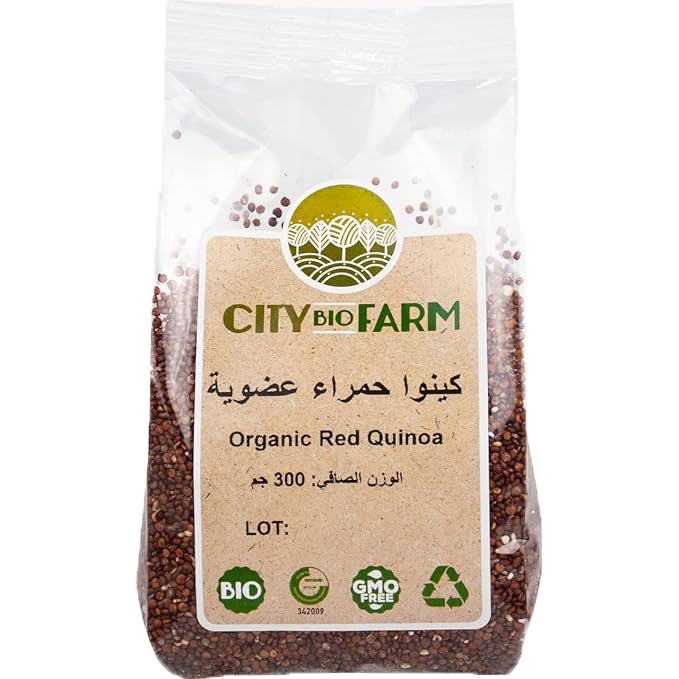 CITY BIO FARM
كينوا حمراء عضوية
Organic Red Quinoa
الوزن الصافي: 300 جم
LOT:
BIO
GMO
FREE
342009